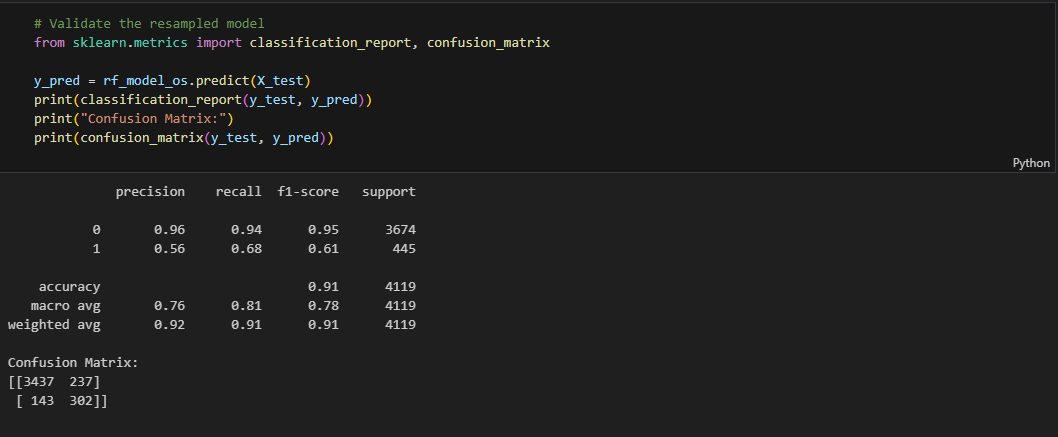 # Validate the resampled model
from sklearn.metrics import classification_report, confusion_matrix
y_pred = rf_model_os.predict(X_test)
print(classification_report(y_test, y_pred))
print("Confusion Matrix:")
print(confusion_matrix(y_test, y_pred))
Python
precision recall f1-score support
0 0.96 0.94 0.95 3674
1 0.56 0.68 0.61 445
accuracy 0.91 4119
macro avg 0.76 0.81 0.78 4119
weighted avg 0.92 0.91 0.91 4119
Confusion Matrix:
[[3437 237]
[ 143 302]]